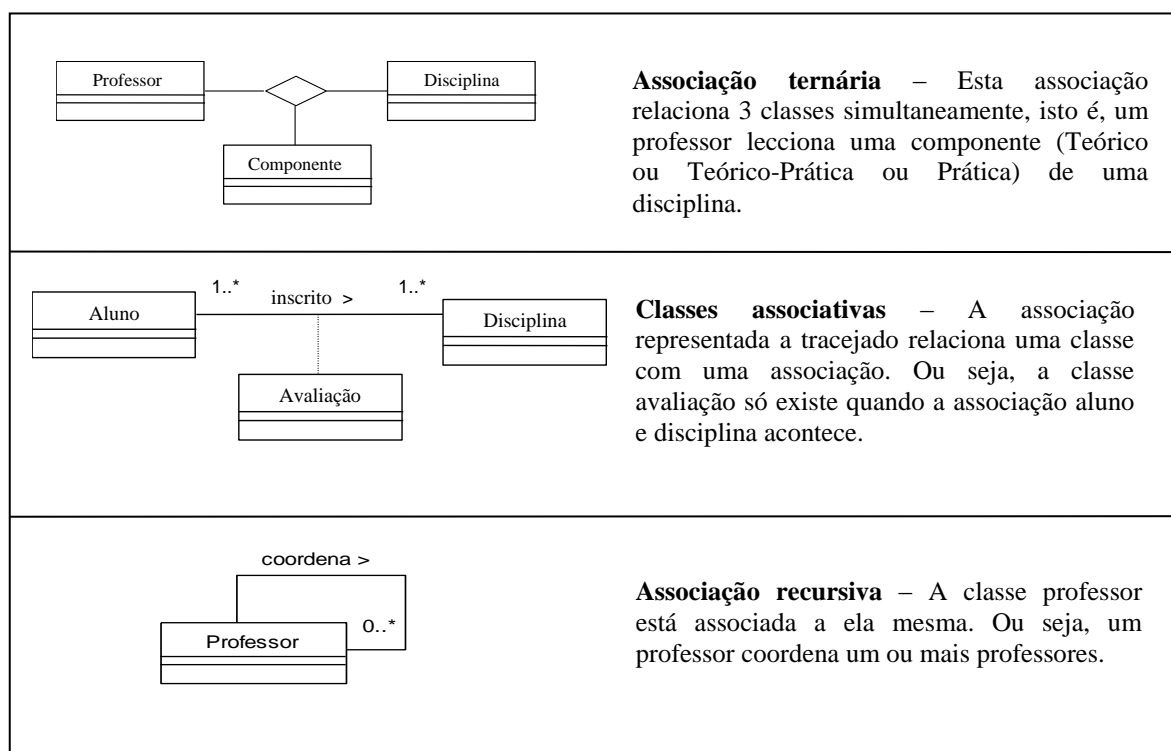 Professor
Disciplina
Componente
Associação ternária – Esta associação
relaciona 3 classes simultaneamente, isto é, um
professor lecciona uma componente (Teórico
ou Teórico-Prática ou Prática) de uma
disciplina.
1..*
inscrito >
1..*
Aluno
Disciplina
Avaliação
Classes associativas – A associação
representada a tracejado relaciona uma classe
com uma associação. Ou seja, a classe
avaliação só existe quando a associação aluno
e disciplina acontece.
coordena >
0..*
Professor
Associação recursiva – A classe professor
está associada a ela mesma. Ou seja, um
professor coordena um ou mais professores.